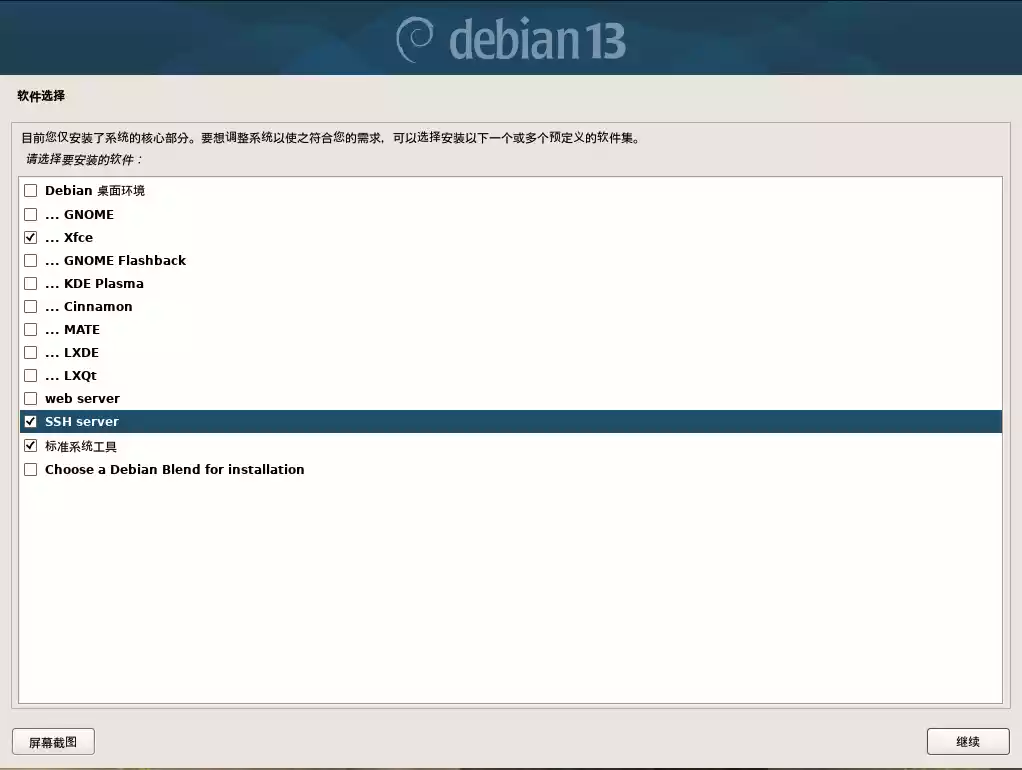 debian 13
软件选择
目前您仅安装了系统的核心部分。要想调整系统以使之符合您的需求，可以选择安装以下一个或多个预定义的软件集。
请选择要安装的软件：
Debian 桌面环境
... GNOME
... Xfce
... GNOME Flashback
... KDE Plasma
... Cinnamon
... MATE
... LXDE
... LXQt
web server
SSH server
标准系统工具
Choose a Debian Blend for installation
屏幕截图
继续